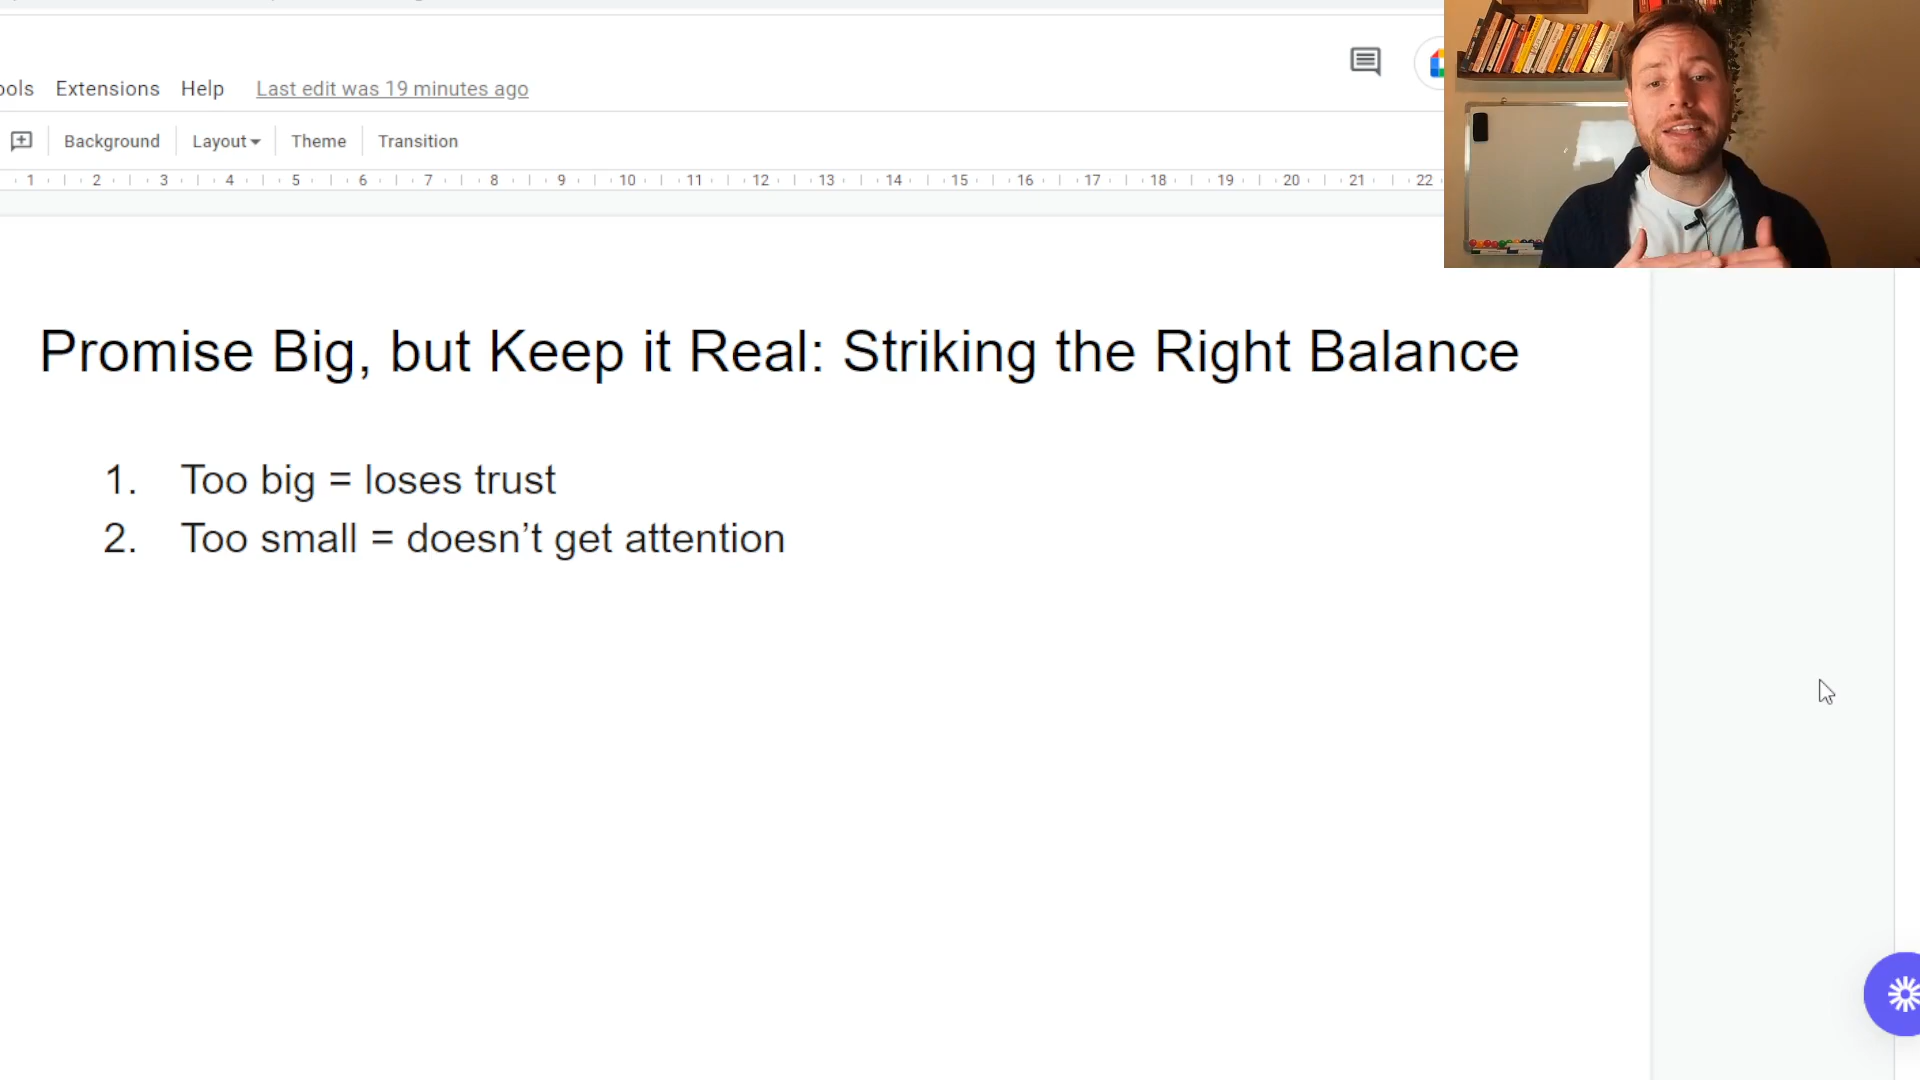 ools Extensions Help Last edit was 19 minutes ago
Background Layout Theme Transition
1 2 3 4 5 6 7 8 9 10 11 12 13 14 15 16 17 18 19 20 21 22
Promise Big, but Keep it Real: Striking the Right Balance
1. Too big = loses trust
2. Too small = doesn’t get attention